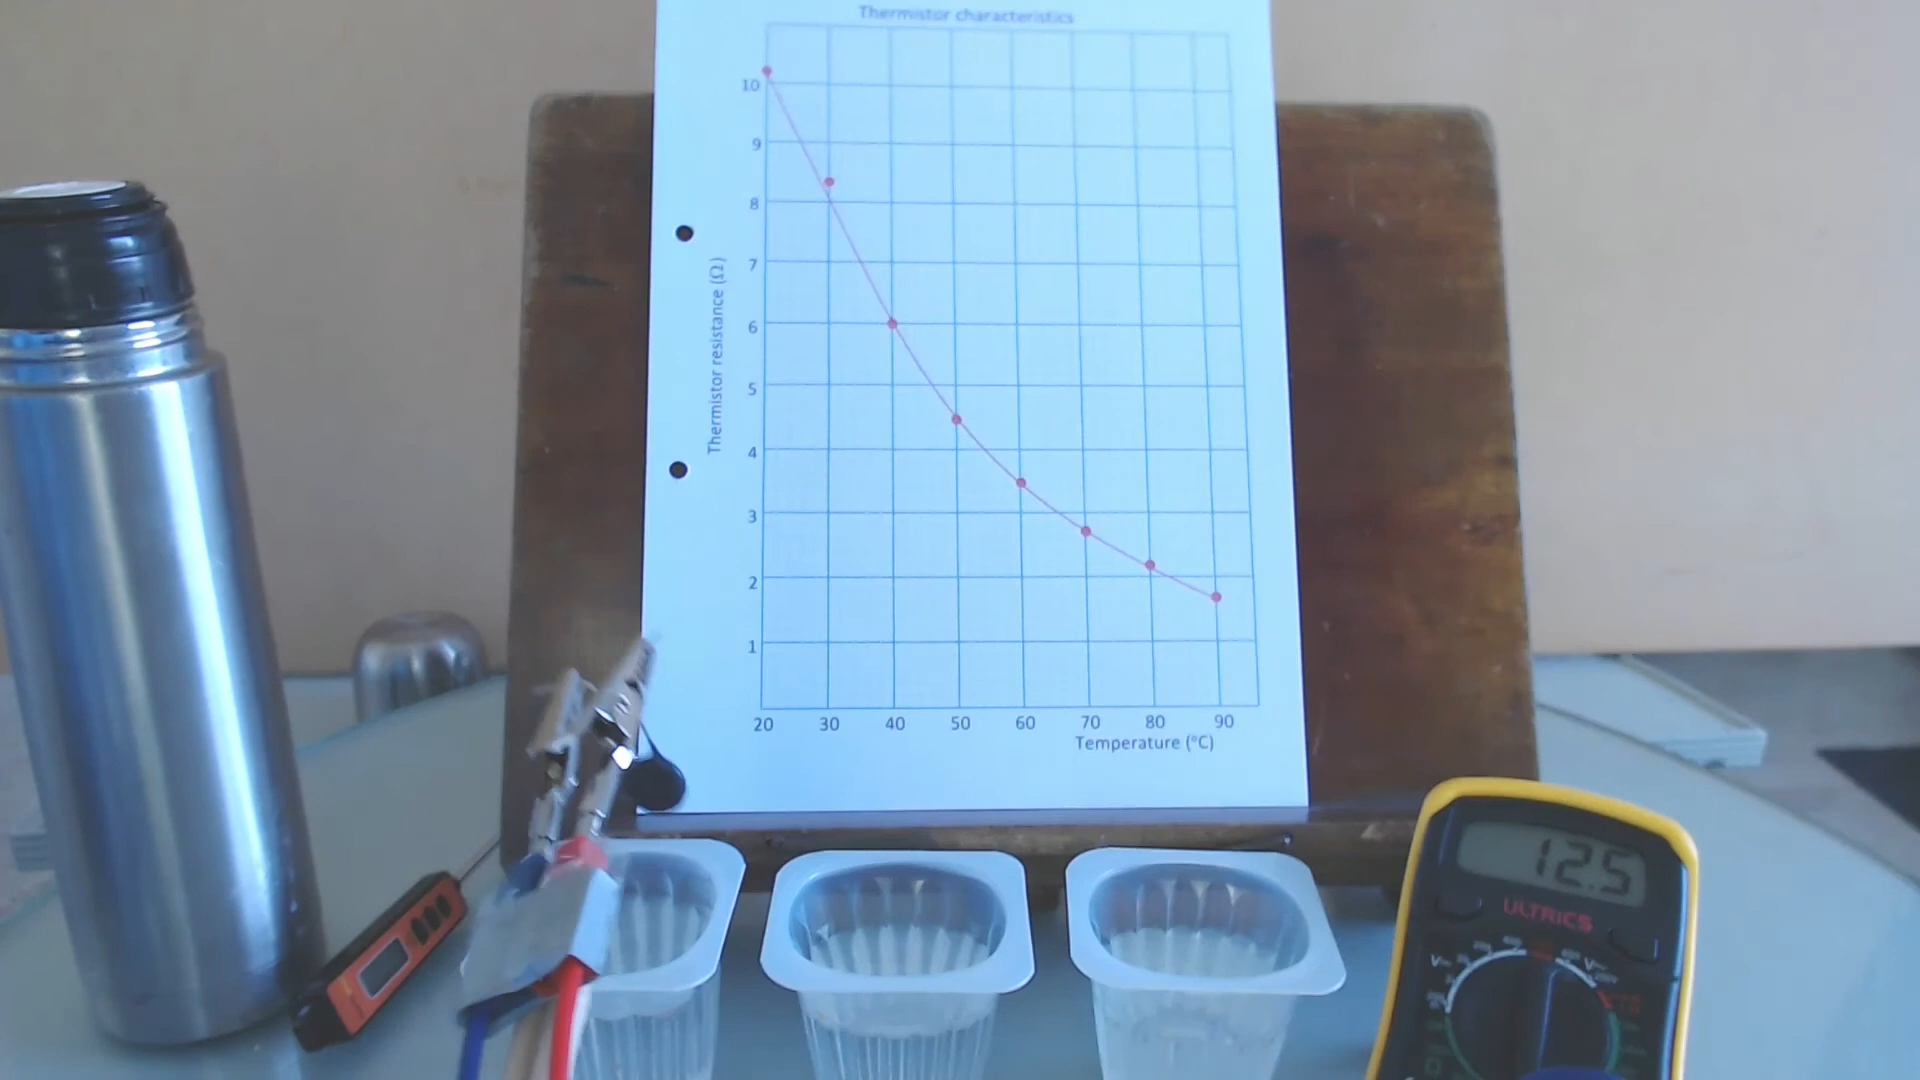 Thermistor characteristics
10
9
8
7
6
5
4
3
2
1
Thermistor resistance (Ω)
20 30 40 50 60 70 80 90
Temperature (°C)
12.5
ULTRICS